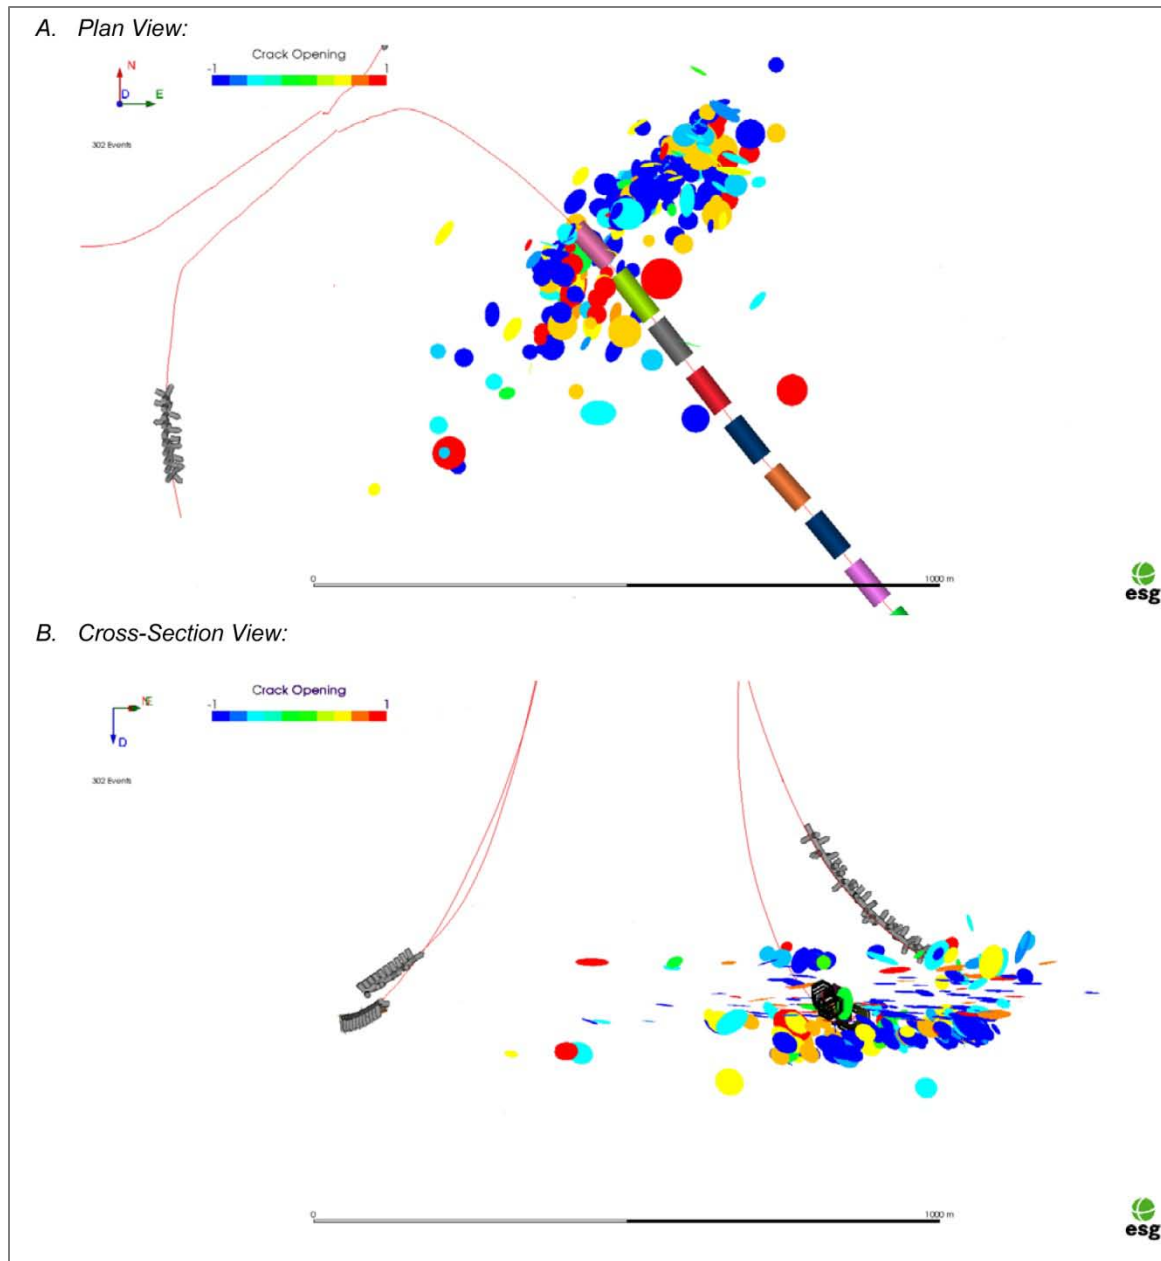 A. Plan View:
Crack Opening
-1 1
N
D E
302 Events
0 1000 m
esg
B. Cross-Section View:
Crack Opening
-1 1
D
302 Events
0 1000 m
esg